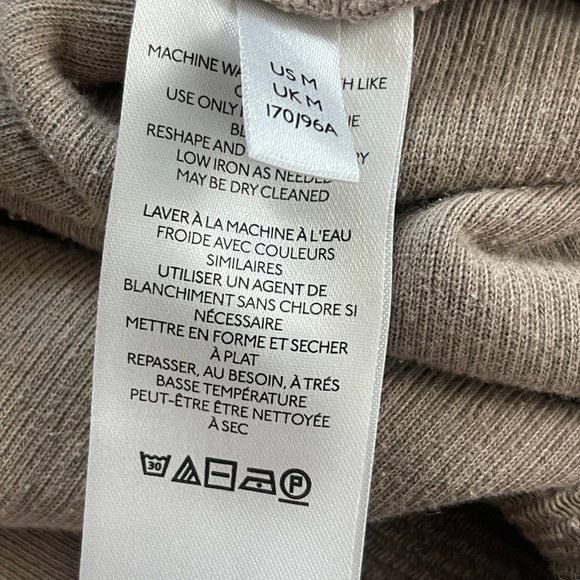 US M
UK M
170/96A
MACHINE
H LIKE
USE ONLY
RESHAPE AND
LOW IRON AS NEEDED
MAY BE DRY CLEANED
LAVER À LA MACHINE À L'EAU
FROIDE AVEC COULEURS
SIMILAIRES
UTILISER UN AGENT DE
BLANCHIMENT SANS CHLORE SI
NÉCESSAIRE
METTRE EN FORME ET SECHER
À PLAT
REPASSER, AU BESOIN, À TRÉS
BASSE TEMPÉRATURE
PEUT-ÊTRE ÊTRE NETTOYÉE
À SEC
30
P